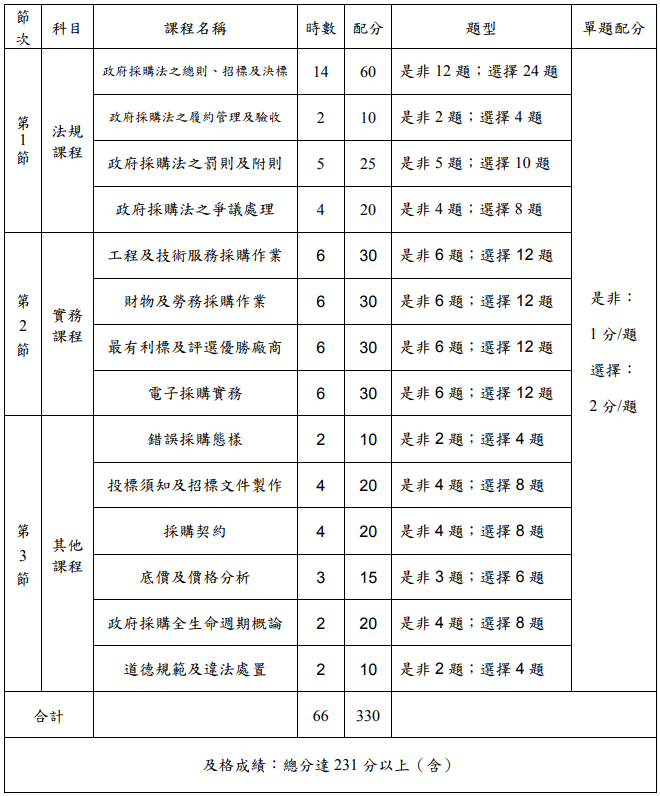 節次 科目 課程名稱 時數 配分 題型 單題配分
第1節 法規課程 政府採購法之總則、招標及決標 14 60 是非 12 題；選擇 24 題
政府採購法之履約管理及驗收 2 10 是非 2 題；選擇 4 題
政府採購法之罰則及附則 5 25 是非 5 題；選擇 10 題
政府採購法之爭議處理 4 20 是非 4 題；選擇 8 題
第2節 實務課程 工程及技術服務採購作業 6 30 是非 6 題；選擇 12 題
財物及勞務採購作業 6 30 是非 6 題；選擇 12 題
最有利標及評選優勝廠商 6 30 是非 6 題；選擇 12 題
電子採購實務 6 30 是非 6 題；選擇 12 題
第3節 其他課程 錯誤採購態樣 2 10 是非 2 題；選擇 4 題
投標須知及招標文件製作 4 20 是非 4 題；選擇 8 題
採購契約 4 20 是非 4 題；選擇 8 題
底價及價格分析 3 15 是非 3 題；選擇 6 題
政府採購全生命週期概論 2 20 是非 4 題；選擇 8 題
道德規範及違法處置 2 10 是非 2 題；選擇 4 題
是非：
1 分/題
選擇：
2 分/題
合計 66 330
及格成績：總分達 231 分以上（含）